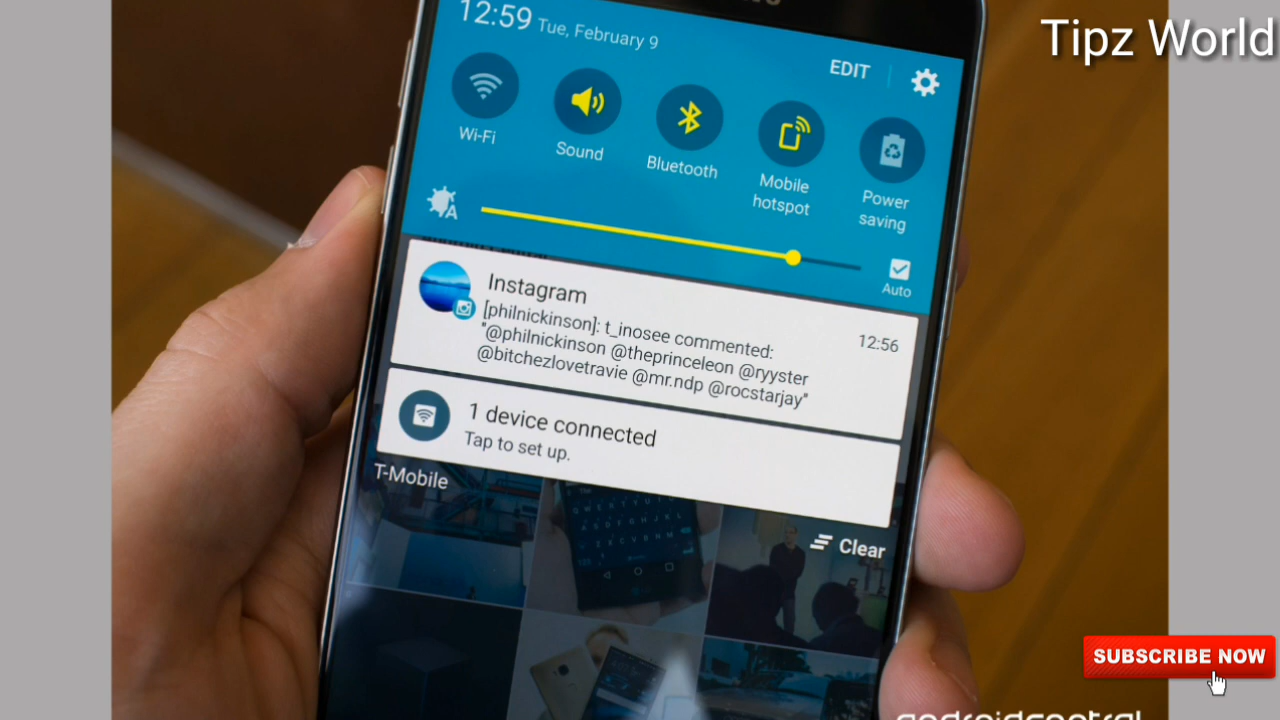 Tipz World
12:59 Tue, February 9
EDIT
Wi-Fi
Sound
Bluetooth
Mobile
hotspot
Power
saving
A
Auto
Instagram
12:56
[philnickinson]: t_inosee commented:
"@philnickinson @theprinceleon @ryyster
@bitchezlovetravie @mr.ndp @rocstarjay"
1 device connected
Tap to set up.
T-Mobile
Clear
SUBSCRIBE NOW
androidcentral